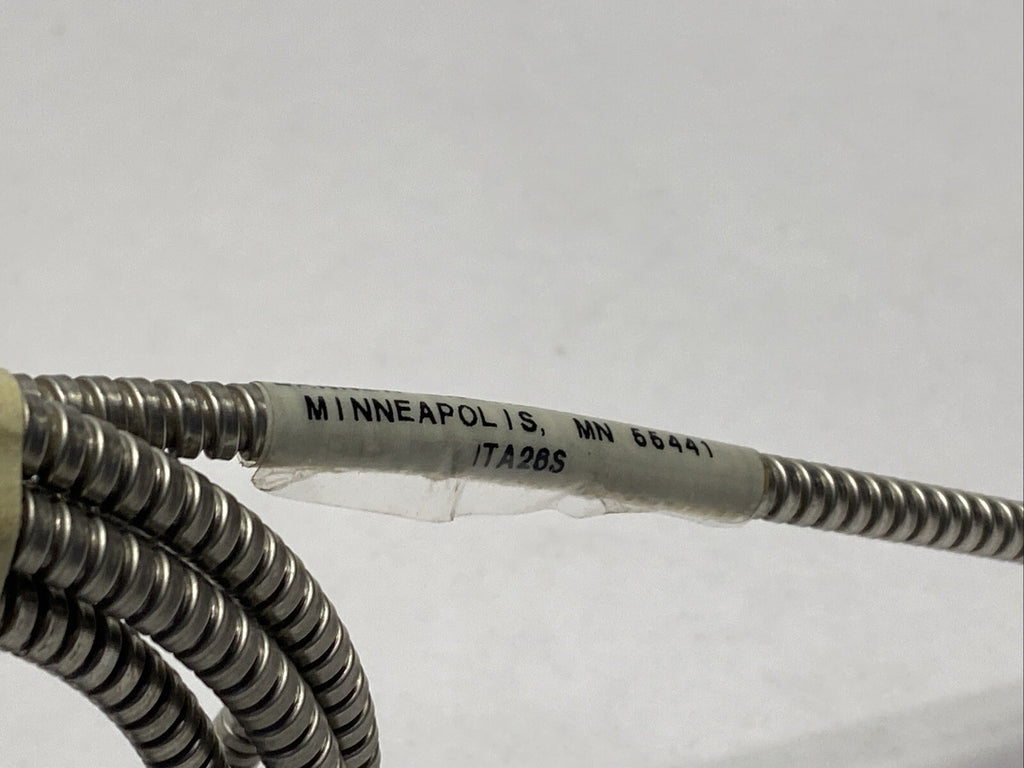 MINNEAPOLIS, MN 55441
ITA26S